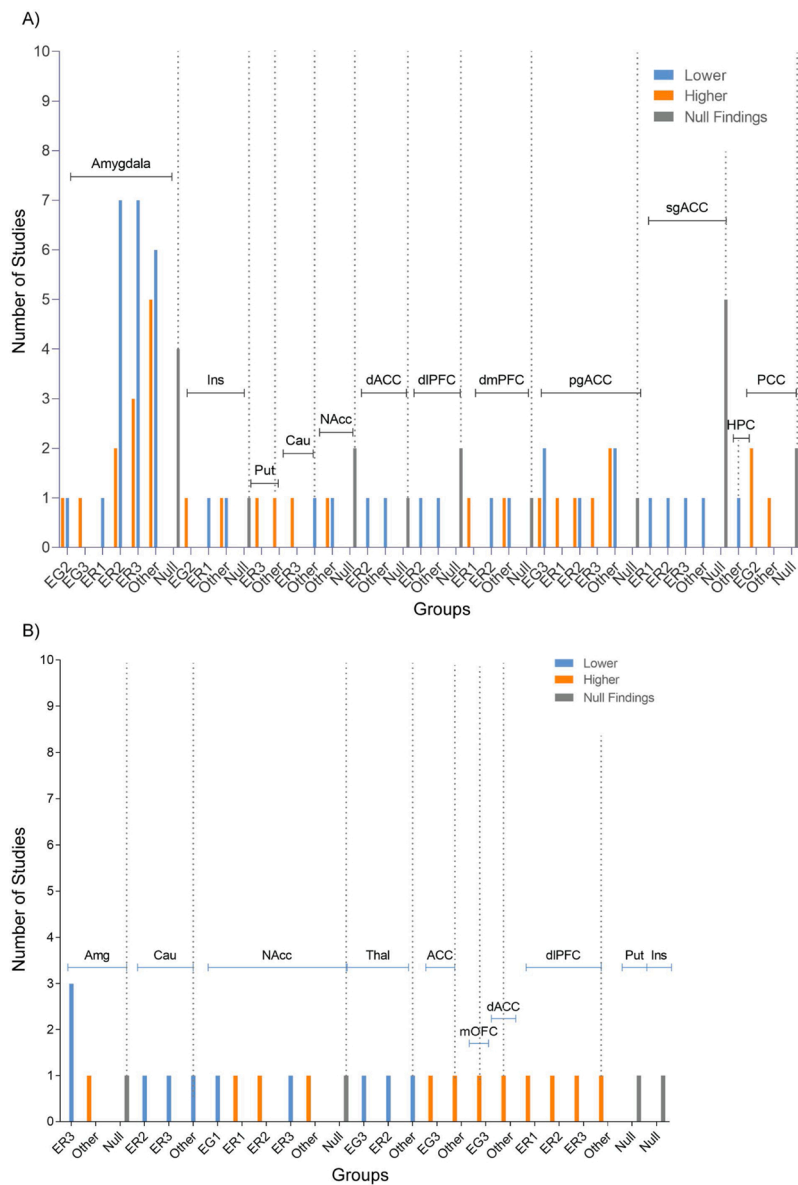 A)
10
9
8
7
6
5
4
3
2
1
0
Number of Studies
Lower
Higher
Null Findings
Amygdala
Ins
Put
Cau
NAcc
dACC
dlPFC
dmPFC
pgACC
sgACC
HPC
PCC
EG2
EG3
ER1
ER2
ER3
Other
Null
EG2
ER1
Other
Null
ER3
Other
ER3
Other
Other
Null
ER2
Other
Null
ER2
Other
Null
ER1
ER2
Other
Null
EG3
ER1
ER2
ER3
Other
Null
ER1
ER2
ER3
Other
Null
Other
EG2
Other
Null
Groups
B)
10
9
8
7
6
5
4
3
2
1
0
Number of Studies
Lower
Higher
Null Findings
Amg
Cau
NAcc
Thal
ACC
mOFC
dACC
dlPFC
Put
Ins
ER3
Other
Null
ER2
ER3
Other
EG1
ER1
ER2
ER3
Other
Null
EG3
ER2
Other
EG3
Other
EG3
Other
ER1
ER2
ER3
Other
Null
Null
Groups